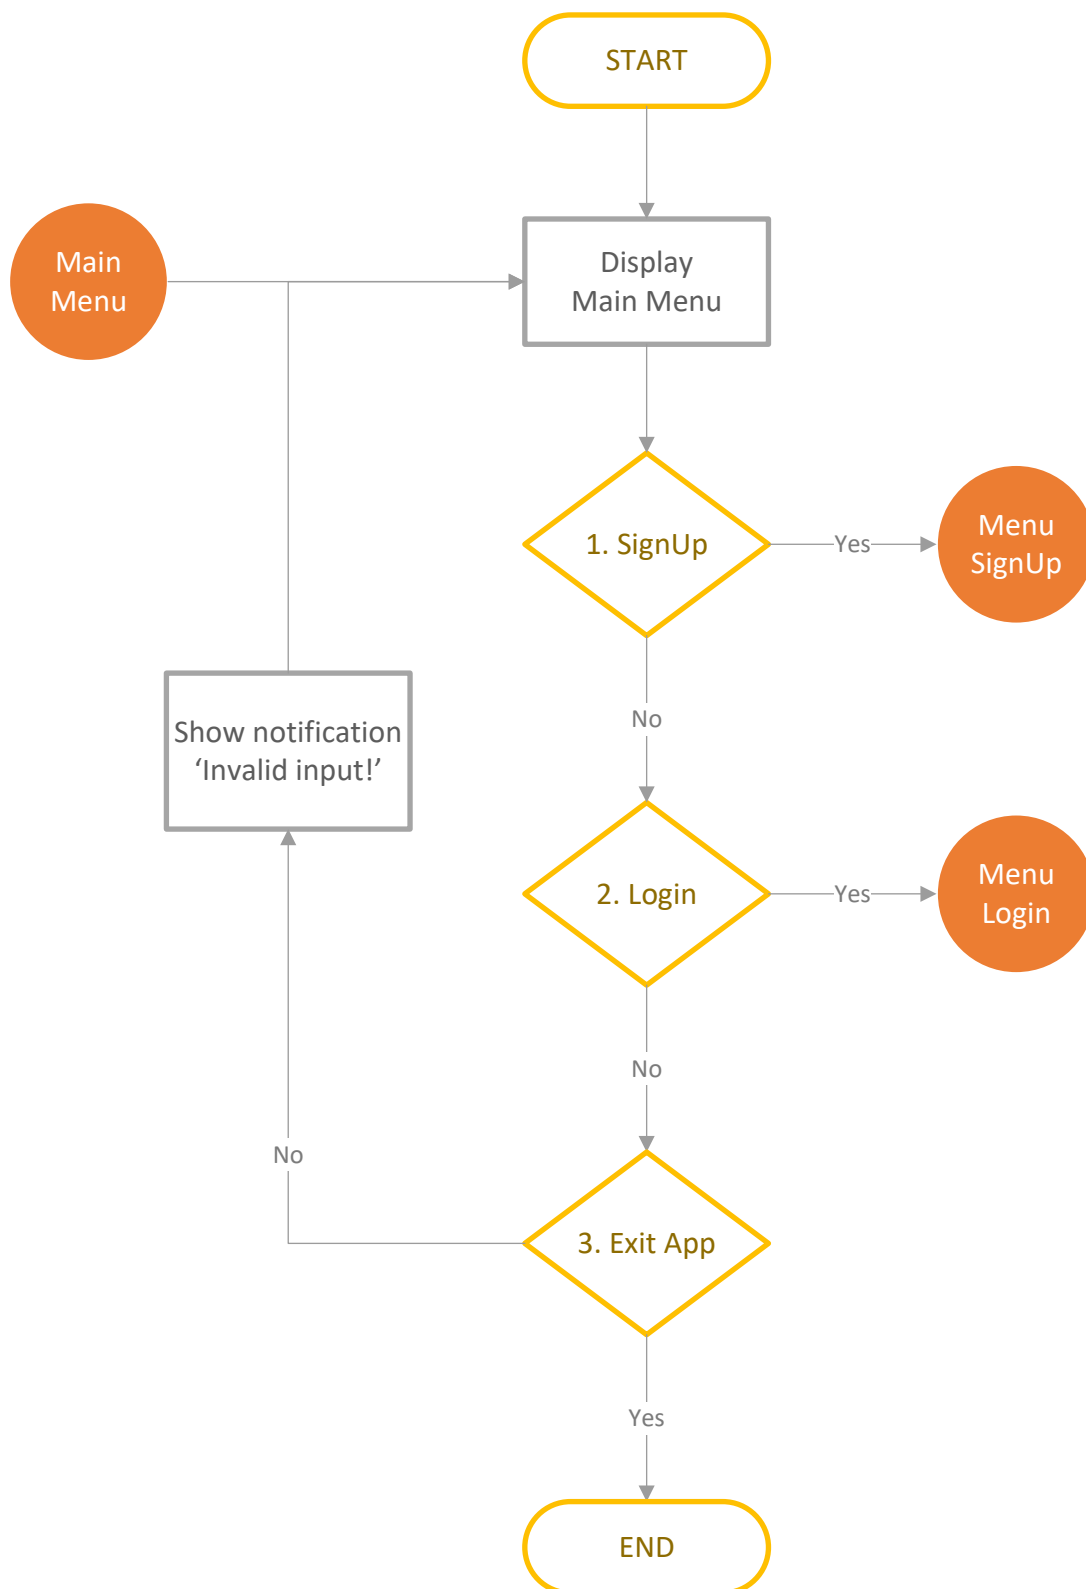 START
Main
Menu
Display
Main Menu
1. SignUp
Yes
Menu
SignUp
No
Show notification
‘Invalid input!’
2. Login
Yes
Menu
Login
No
No
3. Exit App
Yes
END